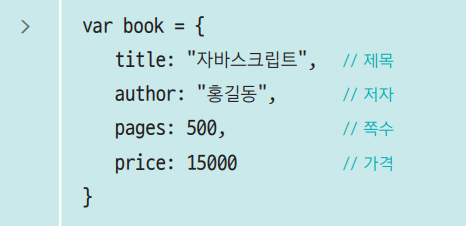 > var book = {
title: "자바스크립트", // 제목
author: "홍길동", // 저자
pages: 500, // 쪽수
price: 15000 // 가격
}